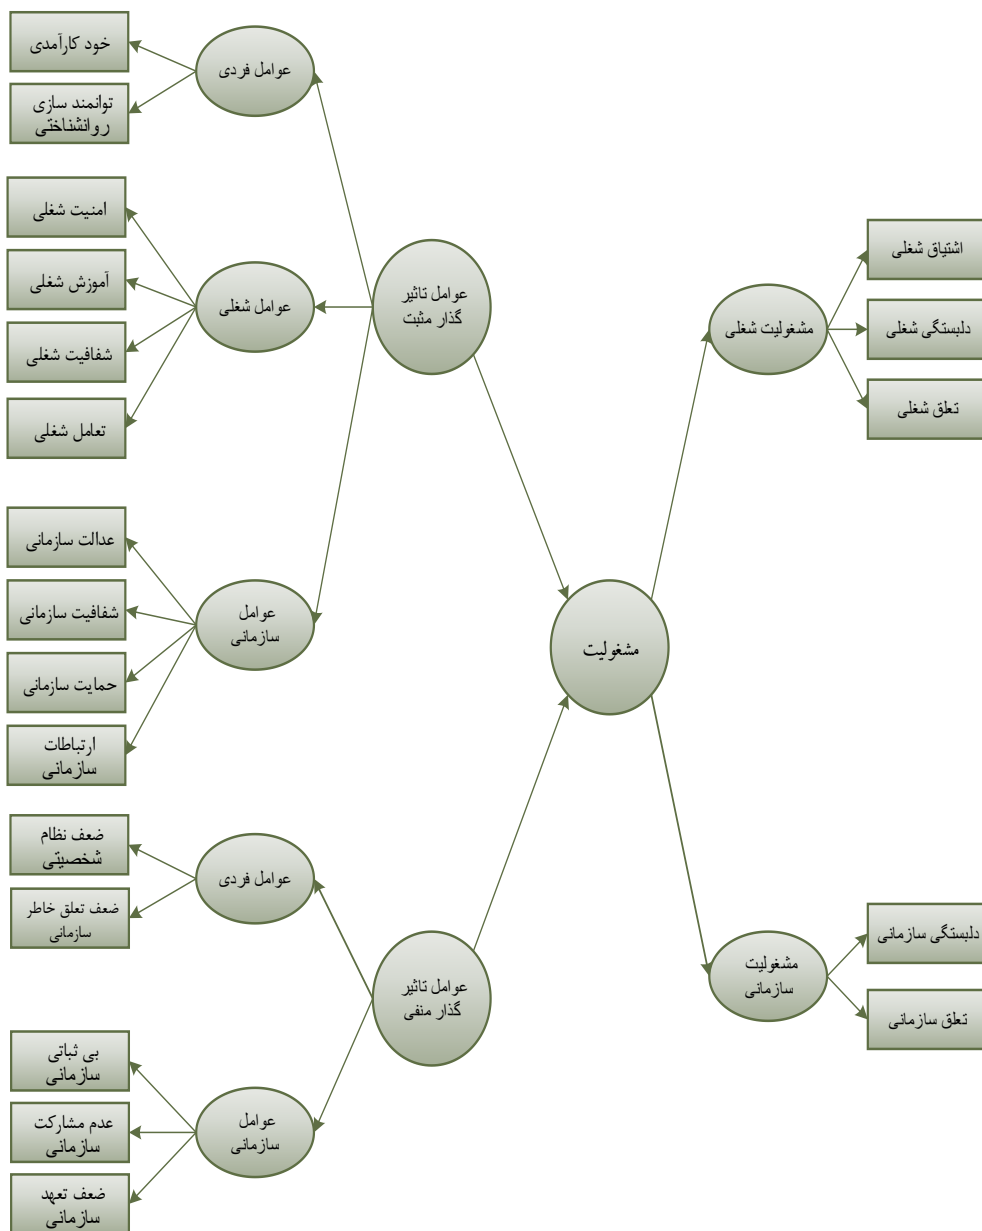 خود کارآمدی
توانمند سازی
روانشناختی
عوامل فردی
امنیت شغلی
آموزش شغلی
شفافیت شغلی
تعامل شغلی
عوامل شغلی
عوامل تاثیر
گذار مثبت
عدالت سازمانی
شفافیت سازمانی
حمایت سازمانی
ارتباطات
سازمانی
عوامل
سازمانی
ضعف نظام
شخصیتی
ضعف تعلق خاطر
سازمانی
عوامل فردی
عوامل تاثیر
گذار منفی
بی ثباتی
سازمانی
عدم مشارکت
سازمانی
ضعف تعهد
سازمانی
عوامل
سازمانی
مشغولیت
مشغولیت شغلی
اشتیاق شغلی
دلبستگی شغلی
تعلق شغلی
مشغولیت
سازمانی
دلبستگی سازمانی
تعلق سازمانی